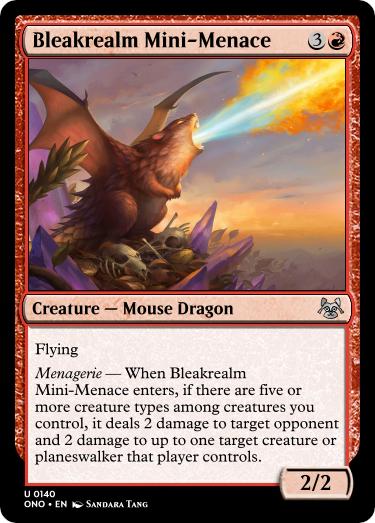 Bleakrealm Mini-Menace 3
Creature — Mouse Dragon
Flying
Menagerie — When Bleakrealm
Mini-Menace enters, if there are five or
more creature types among creatures you
control, it deals 2 damage to target opponent
and 2 damage to up to one target creature or
planeswalker that player controls.
2/2
U 0140
ONO • EN Sandara Tang